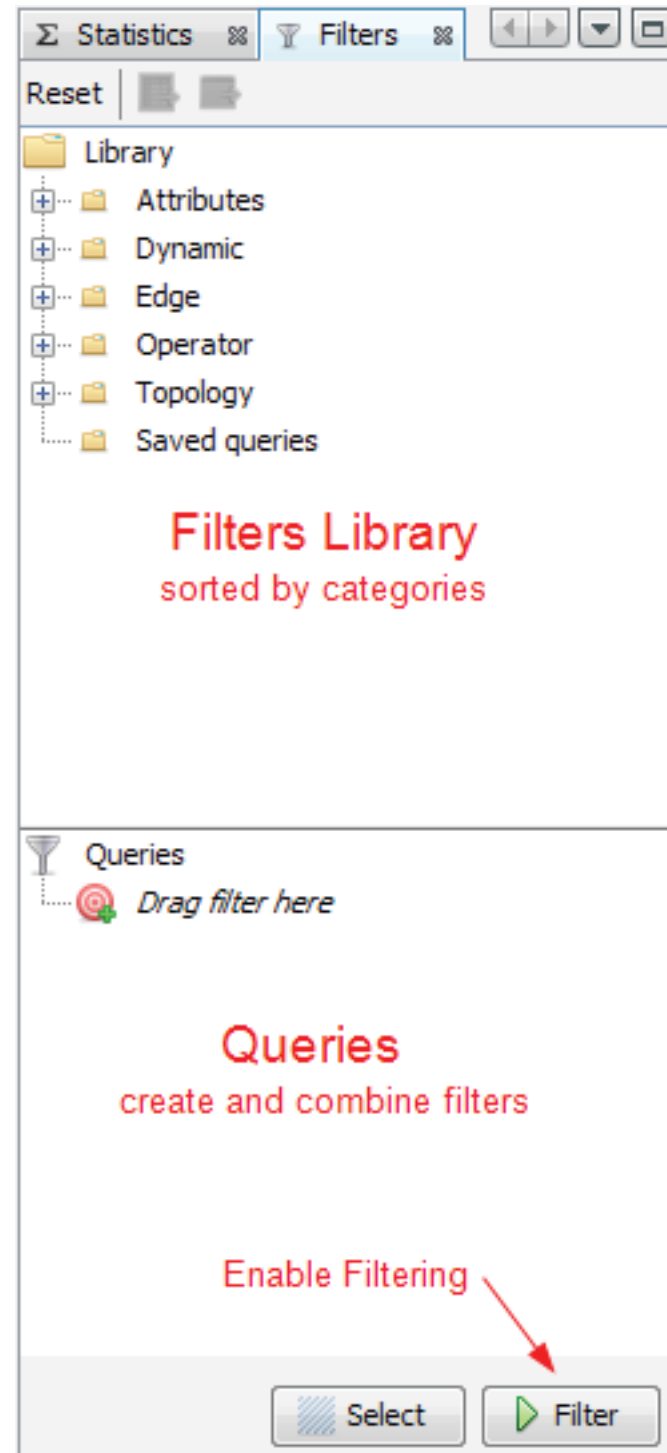 Σ Statistics Filters
Reset
Library
Attributes
Dynamic
Edge
Operator
Topology
Saved queries
Filters Library
sorted by categories
Queries
Drag filter here
Queries
create and combine filters
Enable Filtering
Select Filter